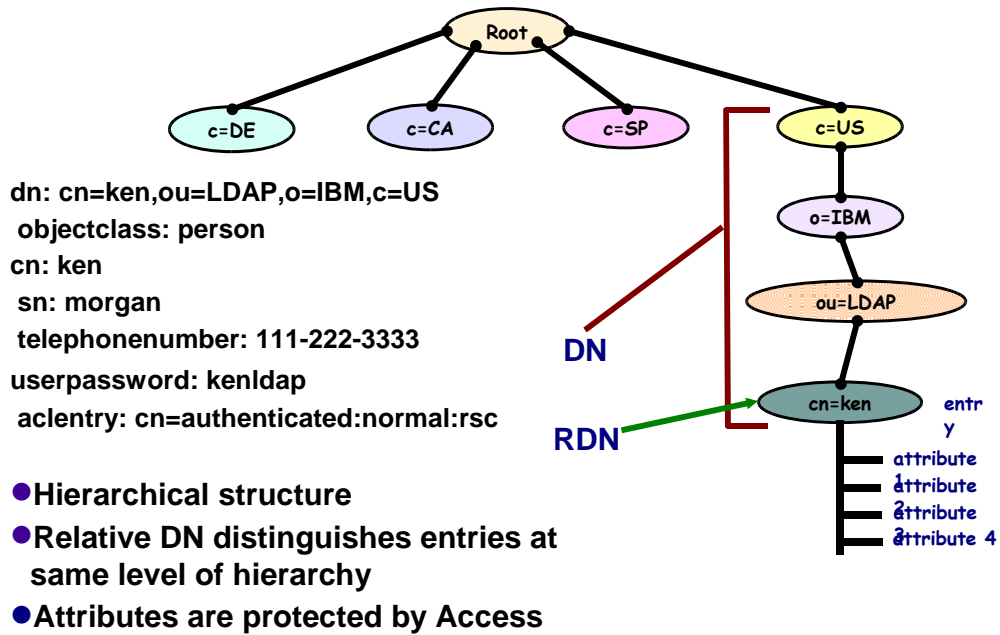 Root
c=DE
c=CA
c=SP
c=US
dn: cn=ken,ou=LDAP,o=IBM,c=US
objectclass: person
cn: ken
sn: morgan
telephonenumber: 111-222-3333
userpassword: kenldap
aclentry: cn=authenticated:normal:rsc
o=IBM
ou=LDAP
DN
cn=ken
RDN
entr
y
attribute
1
attribute
2
attribute
3
attribute 4
●Hierarchical structure
●Relative DN distinguishes entries at
same level of hierarchy
●Attributes are protected by Access